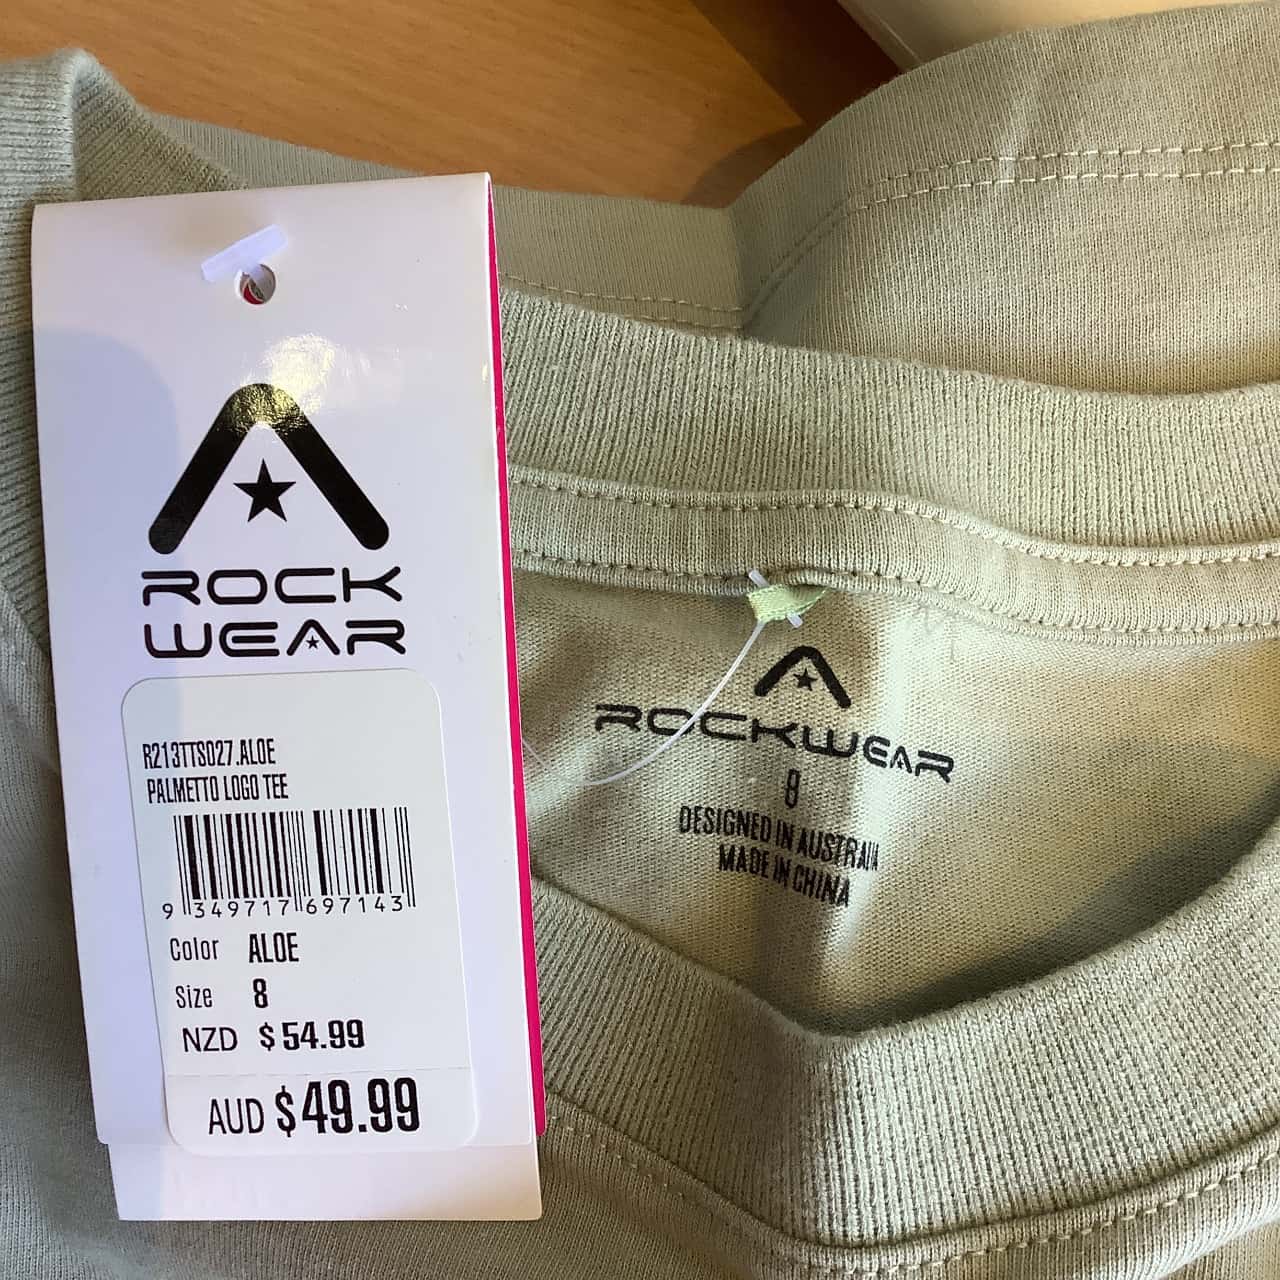 ROCK
WEAR
R213TTS027.ALOE
PALMETTO LOGO TEE
9 349717 697143
Color ALOE
Size 8
NZD $54.99
AUD $49.99
ROCKWEAR
8
DESIGNED IN AUSTRALIA
MADE IN CHINA